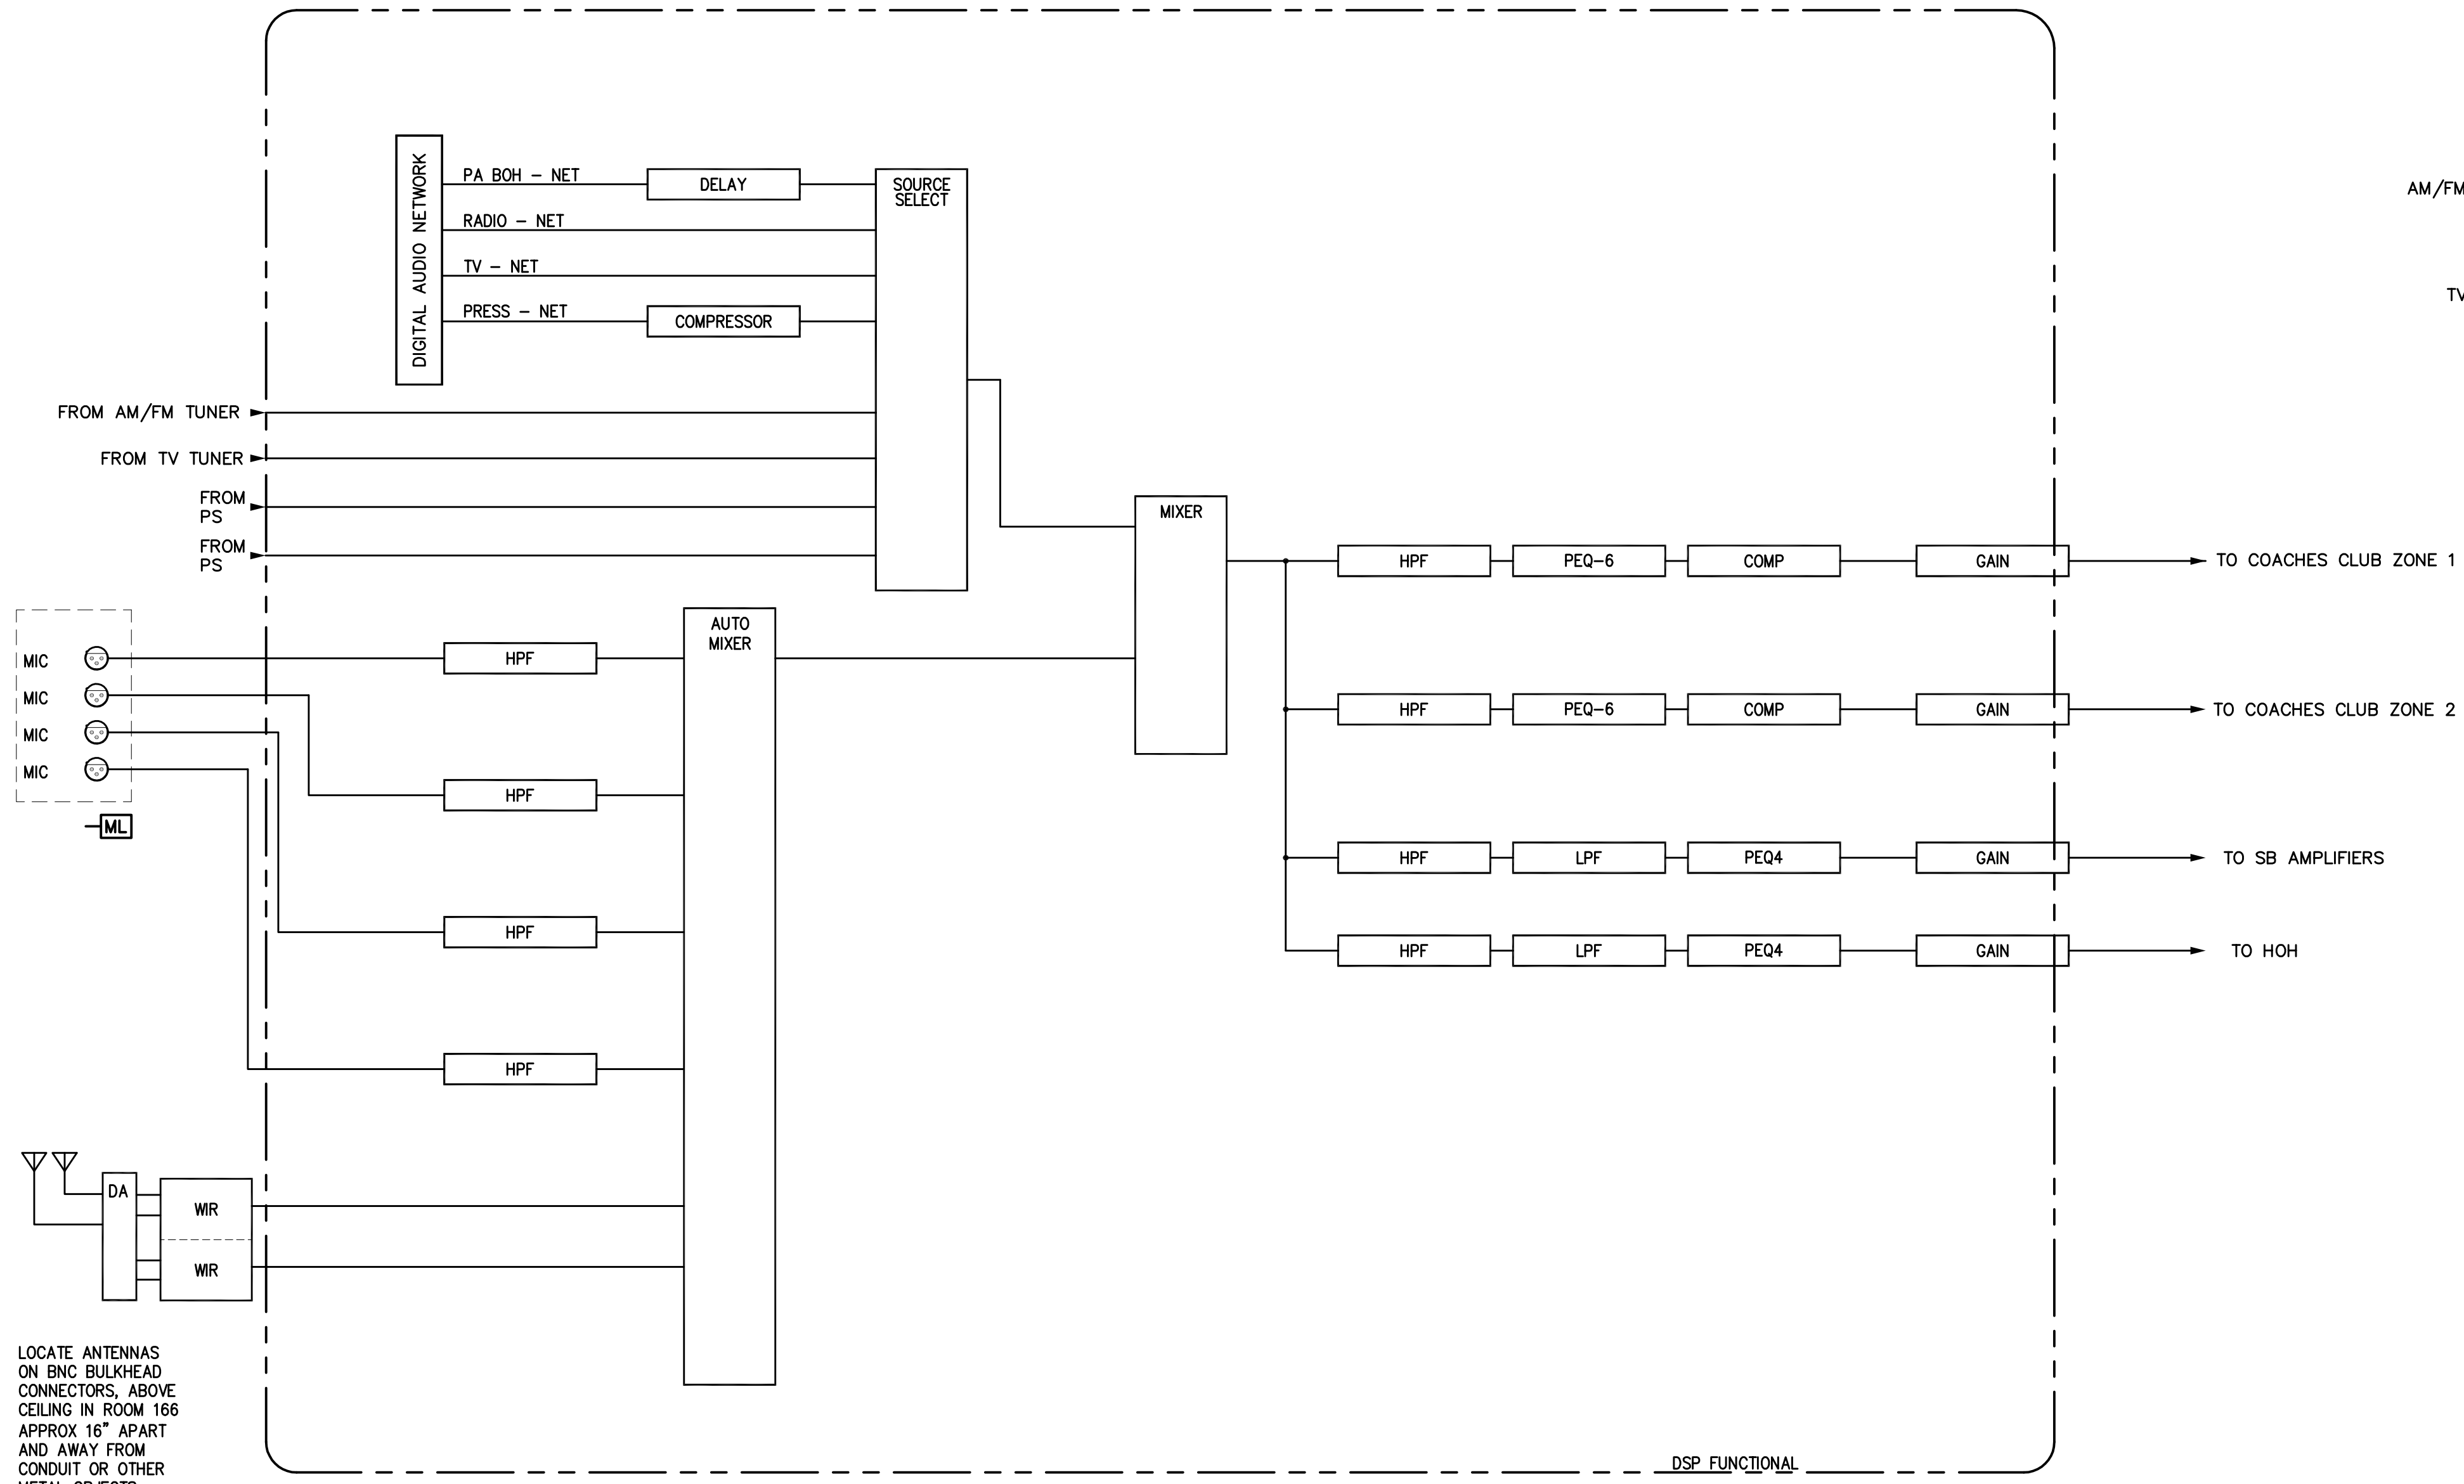 DIGITAL AUDIO NETWORK
PA BOH – NET
DELAY
RADIO – NET
TV – NET
PRESS – NET
COMPRESSOR
SOURCE
SELECT
AM/FM
TV
FROM AM/FM TUNER
FROM TV TUNER
FROM
PS
FROM
PS
MIC
MIC
MIC
MIC
ML
HPF
HPF
HPF
HPF
AUTO
MIXER
MIXER
HPF
PEQ–6
COMP
GAIN
TO COACHES CLUB ZONE 1
HPF
PEQ–6
COMP
GAIN
TO COACHES CLUB ZONE 2
HPF
LPF
PEQ4
GAIN
TO SB AMPLIFIERS
HPF
LPF
PEQ4
GAIN
TO HOH
DA
WIR
WIR
LOCATE ANTENNAS
ON BNC BULKHEAD
CONNECTORS, ABOVE
CEILING IN ROOM 166
APPROX 16" APART
AND AWAY FROM
CONDUIT OR OTHER
METAL OBJECTS
DSP FUNCTIONAL